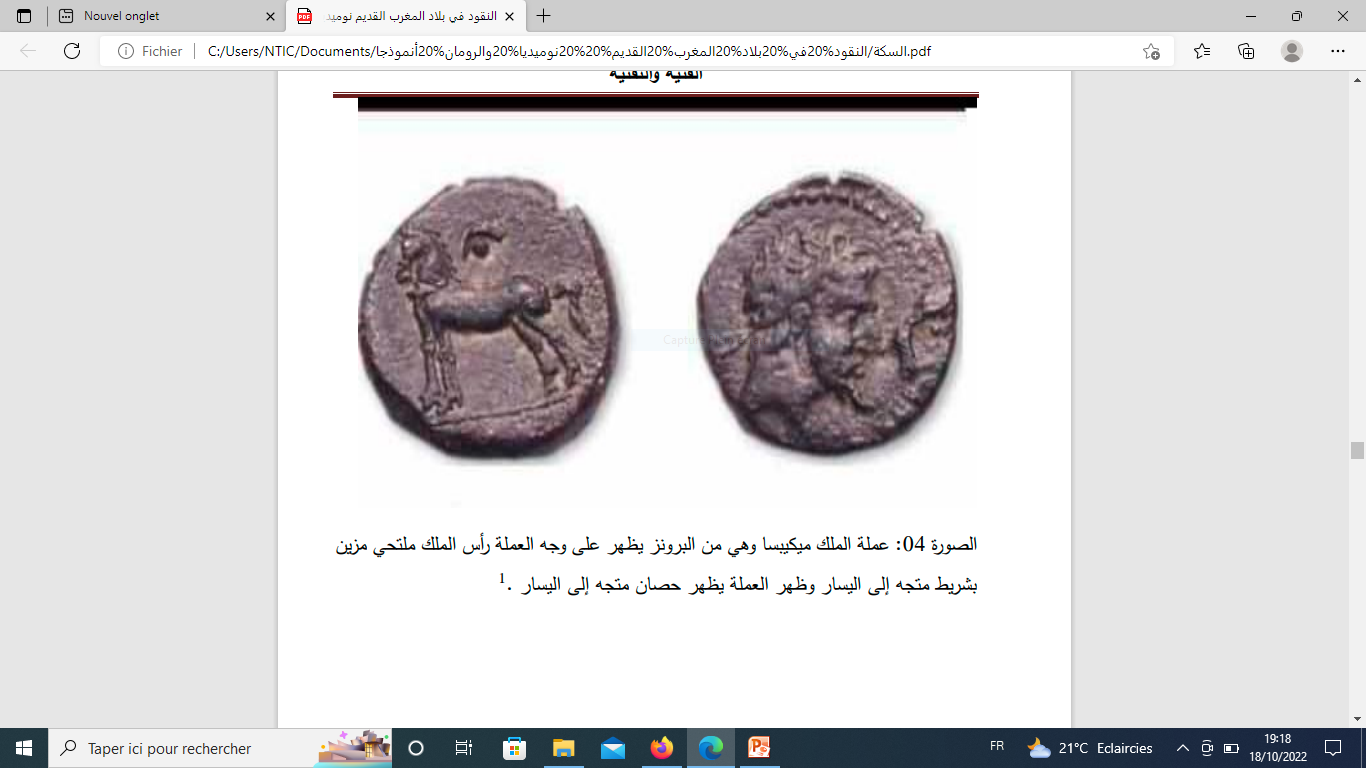 Nouvel onglet
النقود في بلاد المغرب القديم نوميد
Fichier
C:/Users/NTIC/Documents/السكة/النقود%20في%20بلاد%20المغرب%20القديم%20%20نوميديا%20والرومان%20أنموذجا.pdf
الفنية والتقنية
الصورة 04: عملة الملك ميكيبسا وهي من البرونز يظهر على وجه العملة رأس الملك ملتحي مزين
بشريط متجه إلى اليسار وظهر العملة يظهر حصان متجه إلى اليسار .1
Taper ici pour rechercher
FR
21°C Eclaircies
19:18
18/10/2022